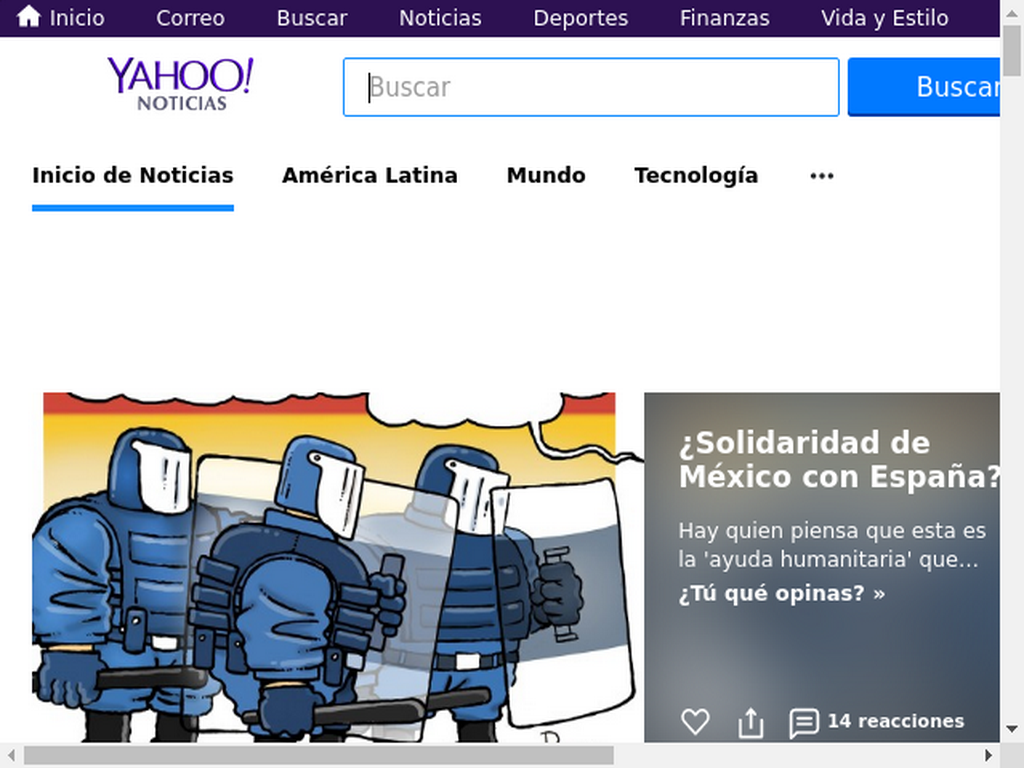 Inicio Correo Buscar Noticias Deportes Finanzas Vida y Estilo
YAHOO!
NOTICIAS
Buscar
Buscar
Inicio de Noticias América Latina Mundo Tecnología ...
¿Solidaridad de
México con España?
Hay quien piensa que esta es
la 'ayuda humanitaria' que...
¿Tú qué opinas? »
14 reacciones